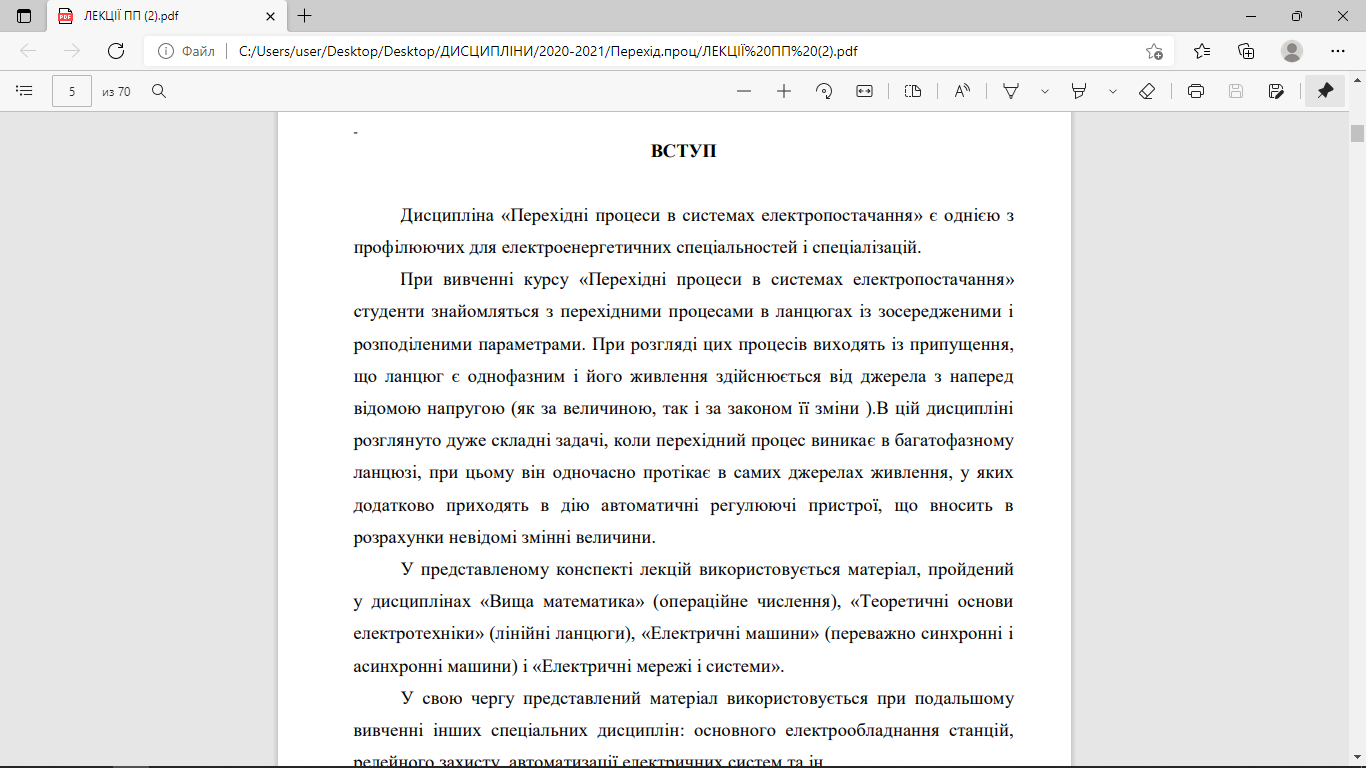 ЛЕКЦІЇ ПП (2).pdf
Файл C:/Users/user/Desktop/Desktop/ДИСЦИПЛІНИ/2020-2021/Перехід.проц/ЛЕКЦІЇ%20ПП%20(2).pdf
5 из 70
-
ВСТУП
Дисципліна «Перехідні процеси в системах електропостачання» є однією з
профілюючих для електроенергетичних спеціальностей і спеціалізацій.
При вивченні курсу «Перехідні процеси в системах електропостачання»
студенти знайомляться з перехідними процесами в ланцюгах із зосередженими і
розподіленими параметрами. При розгляді цих процесів виходять із припущення,
що ланцюг є однофазним і його живлення здійснюється від джерела з наперед
відомою напругою (як за величиною, так і за законом її зміни ).В цій дисципліні
розглянуто дуже складні задачі, коли перехідний процес виникає в багатофазному
ланцюзі, при цьому він одночасно протікає в самих джерелах живлення, у яких
додатково приходять в дію автоматичні регулюючі пристрої, що вносить в
розрахунки невідомі змінні величини.
У представленому конспекті лекцій використовується матеріал, пройдений
у дисциплінах «Вища математика» (операційне числення), «Теоретичні основи
електротехніки» (лінійні ланцюги), «Електричні машини» (переважно синхронні і
асинхронні машини) і «Електричні мережі і системи».
У свою чергу представлений матеріал використовується при подальшому
вивченні інших спеціальних дисциплін: основного електрообладнання станцій,
релейного захисту, автоматизації електричних систем та ін